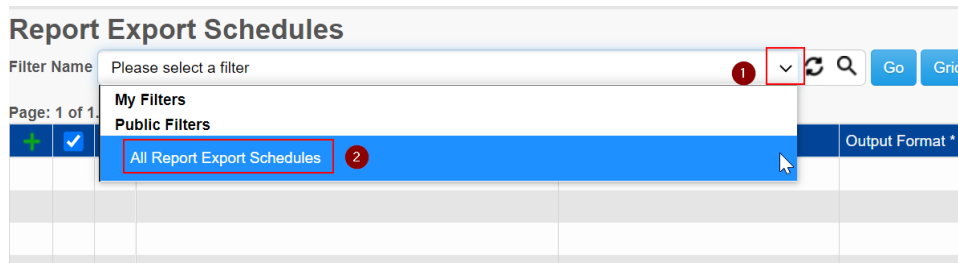 Report Export Schedules
Filter Name Please select a filter 1 Go Grid
My Filters
Page: 1 of 1.
Public Filters
All Report Export Schedules 2
Output Format *